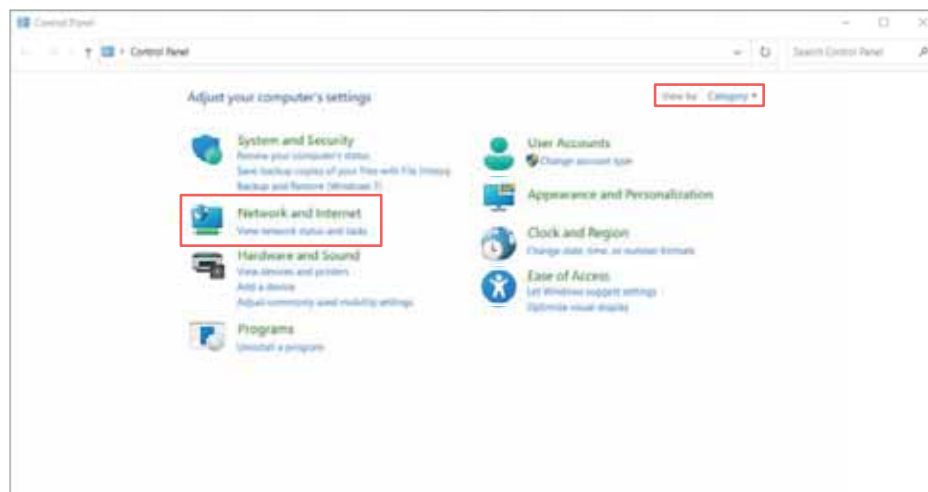 Control Panel
Control Panel
Search Control Panel
Adjust your computer's settings
View by: Category
System and Security
Review your computer's status
Save backup copies of your files with File History
Backup and Restore (Windows 7)
Network and Internet
View network status and tasks
Hardware and Sound
View devices and printers
Add a device
Adjust commonly used mobility settings
Programs
Uninstall a program
User Accounts
Change account type
Appearance and Personalization
Clock and Region
Change date, time, or number formats
Ease of Access
Let Windows suggest settings
Optimize visual display